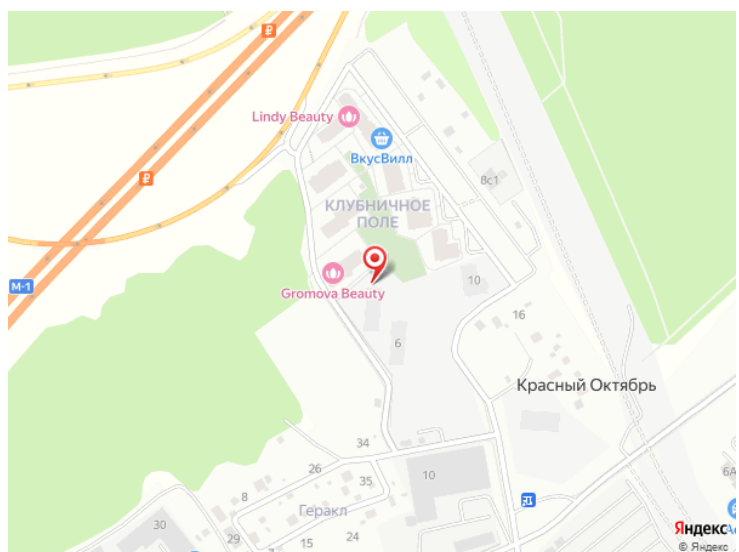 ₽
₽
Lindy Beauty
ВкусВилл
8с1
КЛУБНИЧНОЕ
ПОЛЕ
М-1
Gromova Beauty
10
16
6
Красный Октябрь
34
10
26
35
8
Геракл
6А
30
29
15
24
Яндекс
© Яндекс